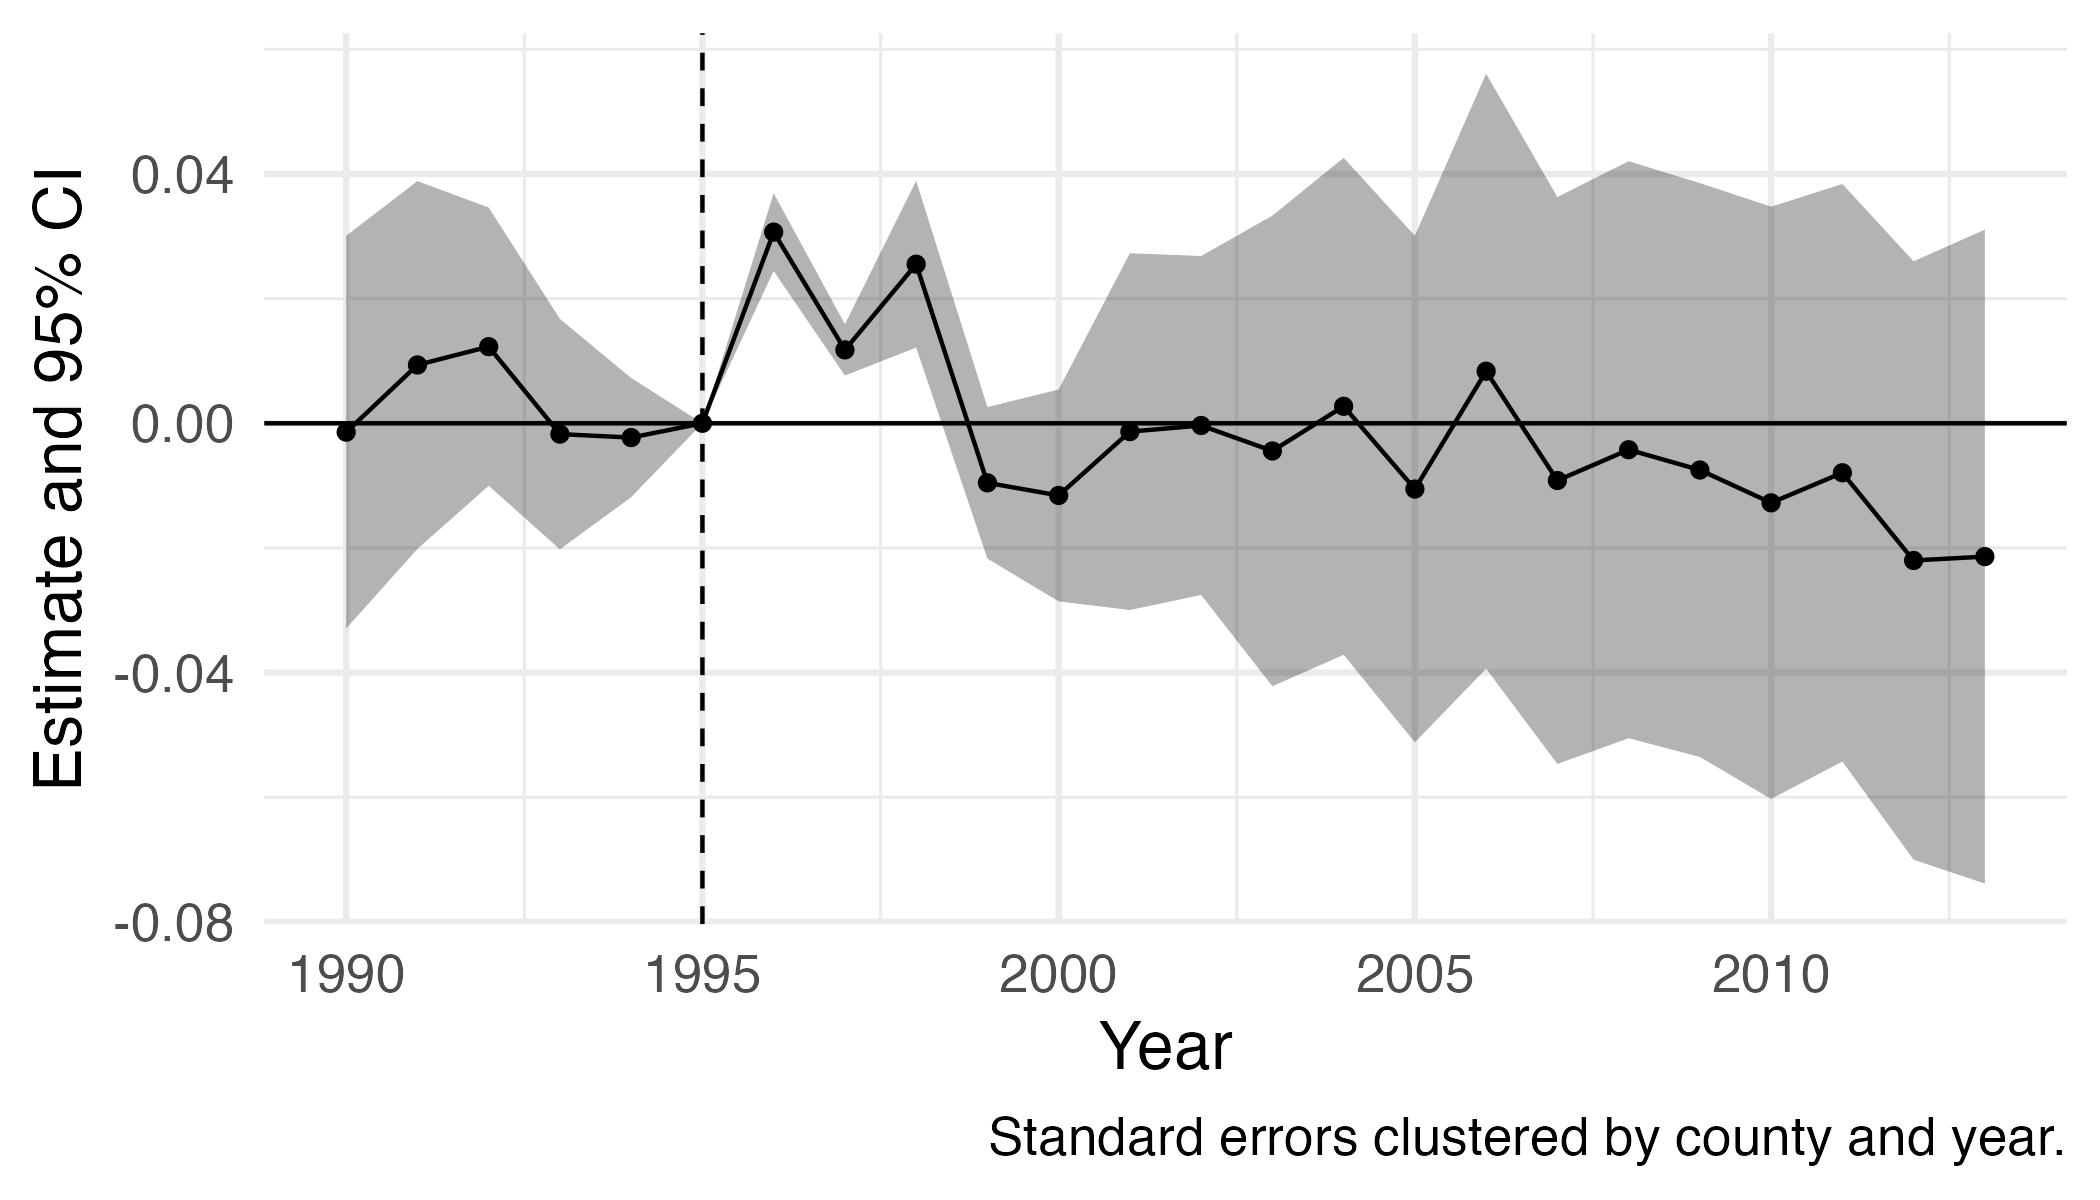 Estimate and 95% CI
0.04
0.00
-0.04
-0.08
1990 1995 2000 2005 2010
Year
Standard errors clustered by county and year.